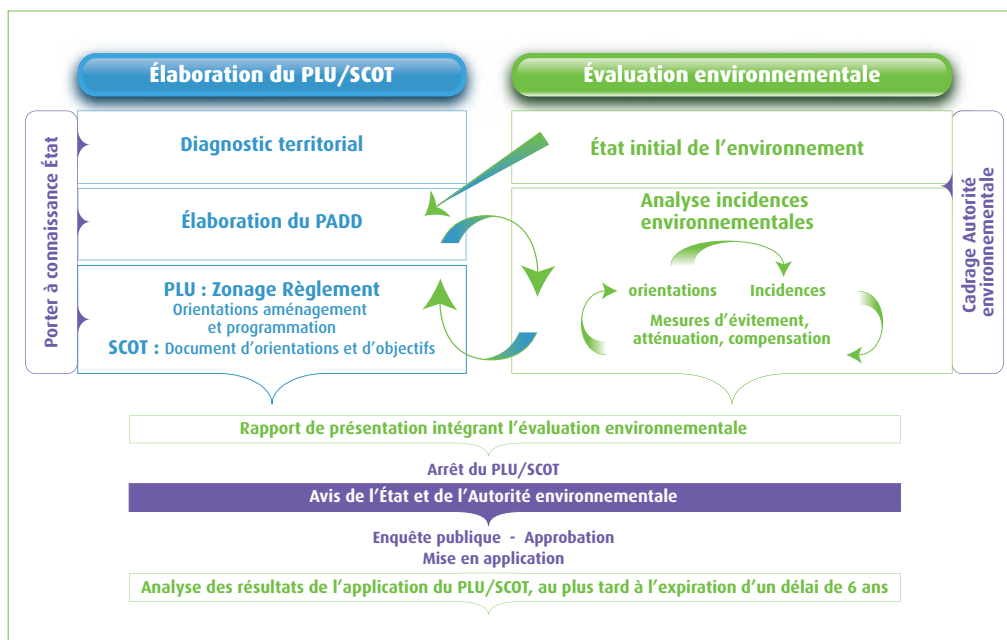 Élaboration du PLU/SCOT
Évaluation environnementale
Porter à connaissance État
Diagnostic territorial
Élaboration du PADD
PLU : Zonage Règlement
Orientations aménagement
et programmation
SCOT : Document d'orientations et d'objectifs
État initial de l'environnement
Analyse incidences
environnementales
orientations
Incidences
Mesures d'évitement,
atténuation, compensation
Cadrage Autorité
environnementale
Rapport de présentation intégrant l'évaluation environnementale
Arrêt du PLU/SCOT
Avis de l'État et de l'Autorité environnementale
Enquête publique - Approbation
Mise en application
Analyse des résultats de l'application du PLU/SCOT, au plus tard à l'expiration d'un délai de 6 ans